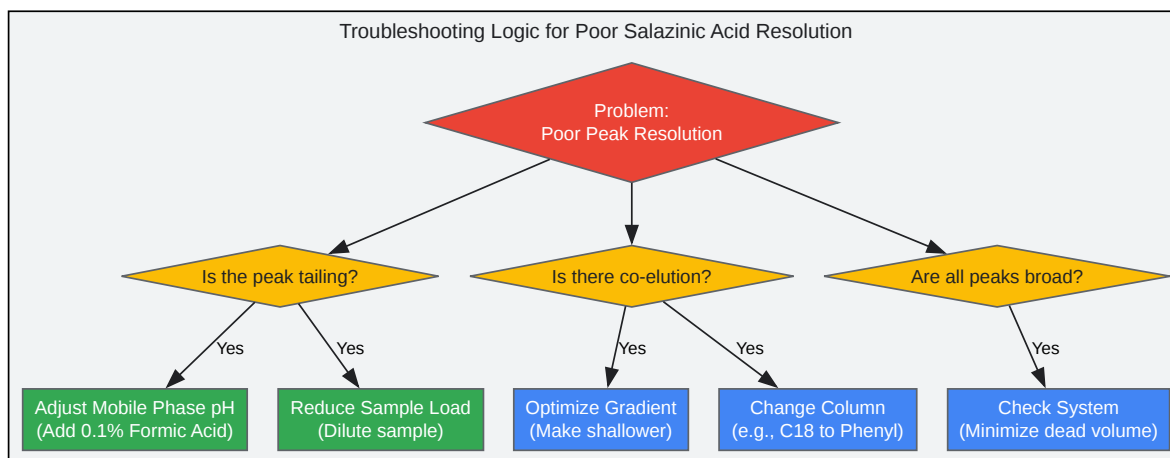 Troubleshooting Logic for Poor Salazinic Acid Resolution
Problem:
Poor Peak Resolution
Is the peak tailing?
Is there co-elution?
Are all peaks broad?
Yes
Yes
Yes
Yes
Yes
Adjust Mobile Phase pH
(Add 0.1% Formic Acid)
Reduce Sample Load
(Dilute sample)
Optimize Gradient
(Make shallower)
Change Column
(e.g., C18 to Phenyl)
Check System
(Minimize dead volume)